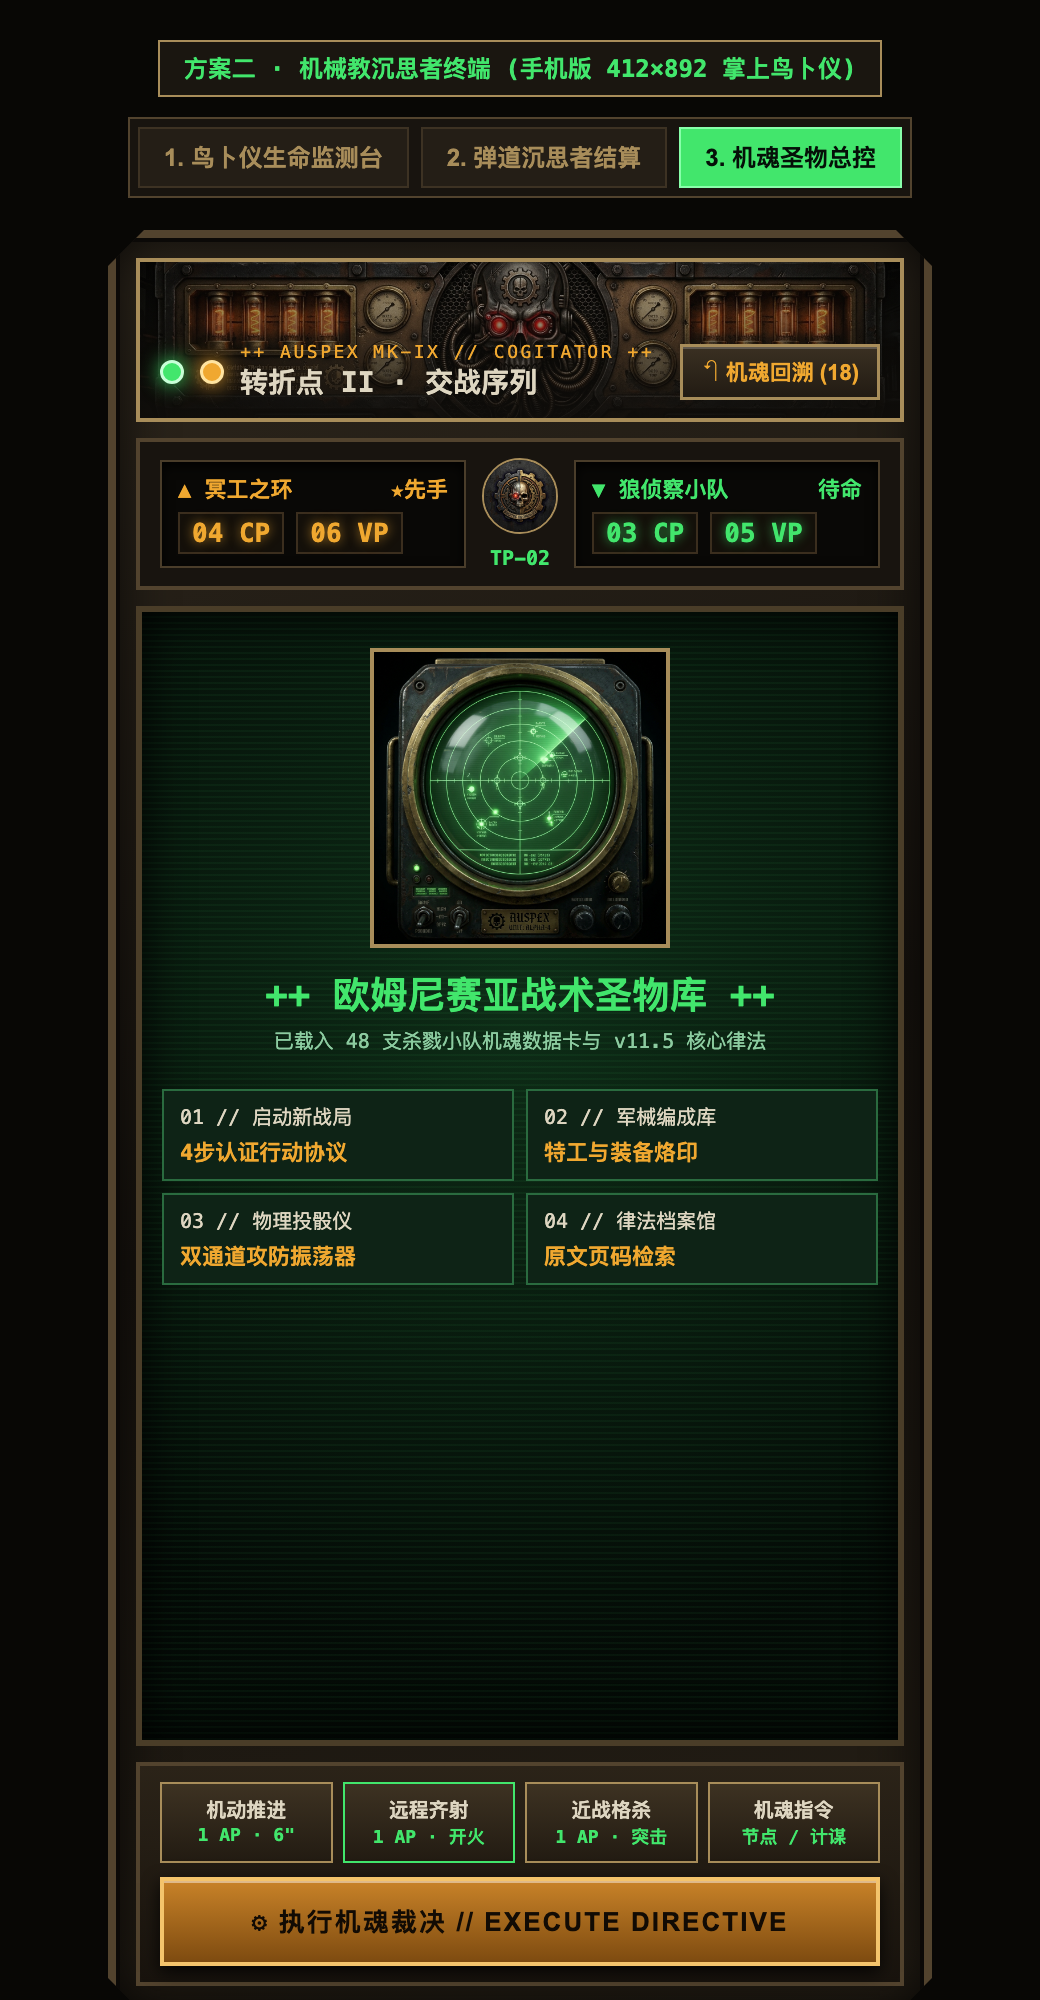 方案二 · 机械教沉思者终端 (手机版 412×892 掌上鸟卜仪)
1. 鸟卜仪生命监测台
2. 弹道沉思者结算
3. 机魂圣物总控
++ AUSPEX MK-IX // COGITATOR ++
转折点 II · 交战序列
机魂回溯 (18)
▲ 冥工之环
★先手
04 CP
06 VP
TP-02
▼ 狼侦察小队
待命
03 CP
05 VP
AUSPEX
++ 欧姆尼赛亚战术圣物库 ++
已载入 48 支杀戮小队机魂数据卡与 v11.5 核心律法
01 // 启动新战局
4步认证行动协议
02 // 军械编成库
特工与装备烙印
03 // 物理投骰仪
双通道攻防振荡器
04 // 律法档案馆
原文页码检索
机动推进
1 AP · 6"
远程齐射
1 AP · 开火
近战格杀
1 AP · 突击
机魂指令
节点 / 计谋
⚙ 执行机魂裁决 // EXECUTE DIRECTIVE